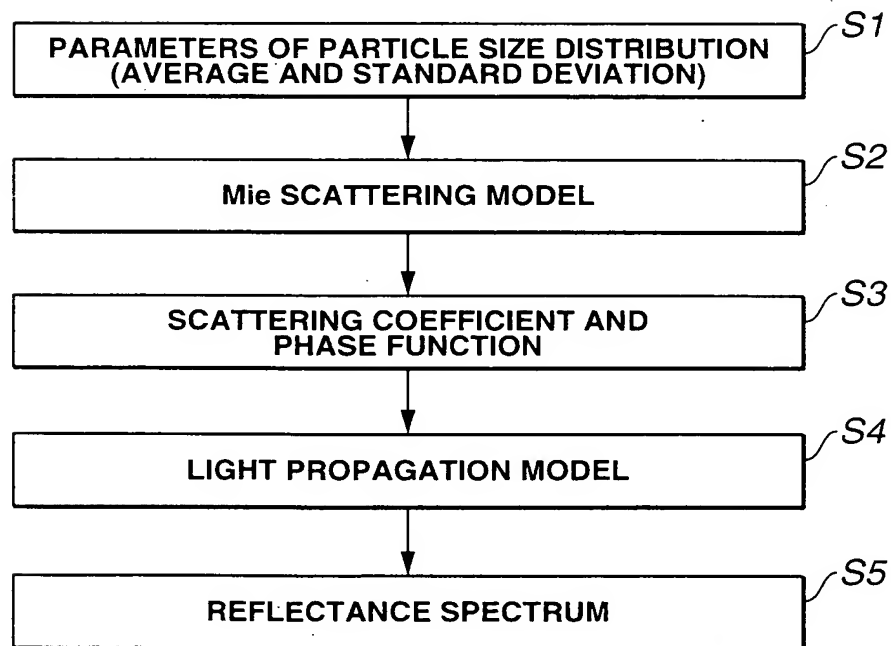 S1
PARAMETERS OF PARTICLE SIZE DISTRIBUTION
(AVERAGE AND STANDARD DEVIATION)
S2
Mie SCATTERING MODEL
S3
SCATTERING COEFFICIENT AND
PHASE FUNCTION
S4
LIGHT PROPAGATION MODEL
S5
REFLECTANCE SPECTRUM